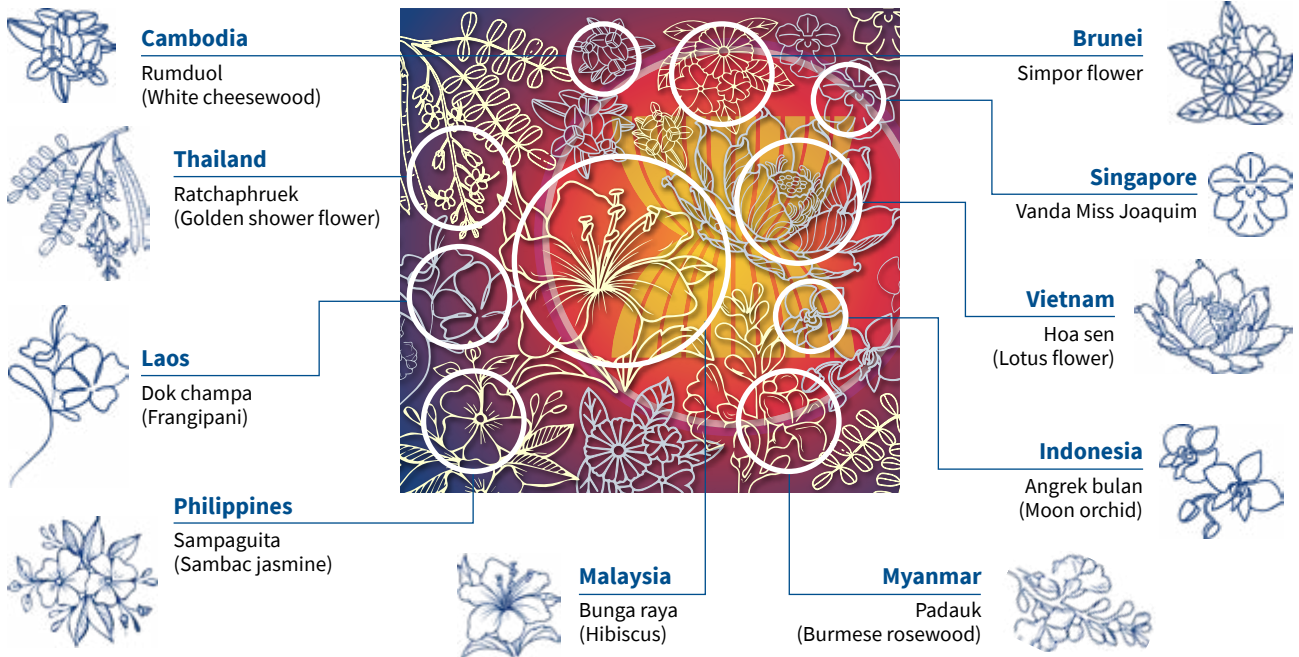 Cambodia
Rumduol
(White cheesewood)
Thailand
Ratchaphruek
(Golden shower flower)
Laos
Dok champa
(Frangipani)
Philippines
Sampaguita
(Sambac jasmine)
Malaysia
Bunga raya
(Hibiscus)
Myanmar
Padauk
(Burmese rosewood)
Brunei
Simpor flower
Singapore
Vanda Miss Joaquim
Vietnam
Hoa sen
(Lotus flower)
Indonesia
Angrek bulan
(Moon orchid)